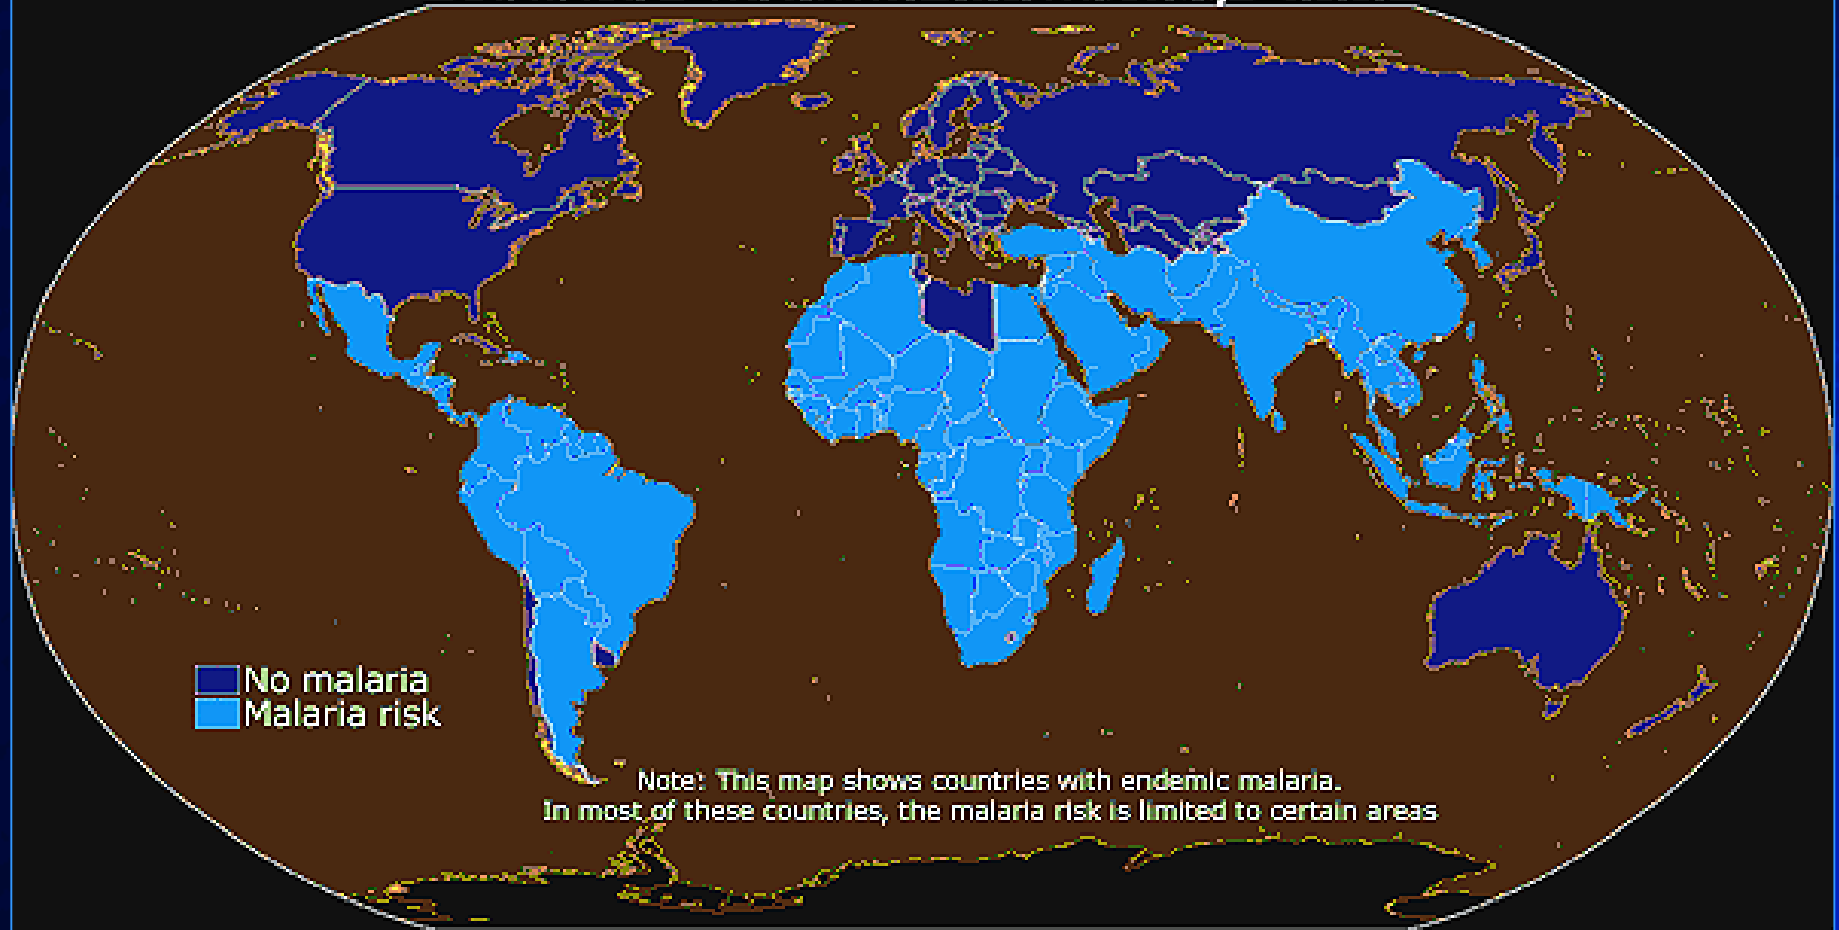 No malaria
Malaria risk
Note: This map shows countries with endemic malaria.
In most of these countries, the malaria risk is limited to certain areas